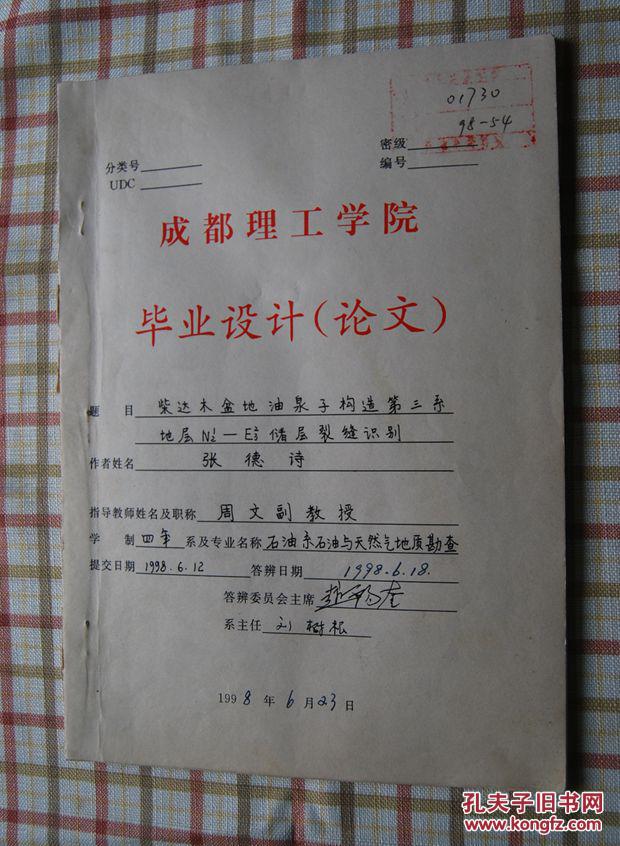 01730
98-54
密级
分类号
编号
UDC
成都理工学院
毕业设计(论文)
题 目 柴达木盆地油泉子构造第三系
地层N₂¹—E₃² 储层裂缝识别
作者姓名 张德诗
指导教师姓名及职称 周文副教授
学 制 四年 系及专业名称 石油系石油与天然气地质勘查
提交日期 1998.6.12 答辨日期 1998.6.18.
答辨委员会主席
系主任 刘树根
1998年6月23日
孔夫子旧书网
www.kongfz.com